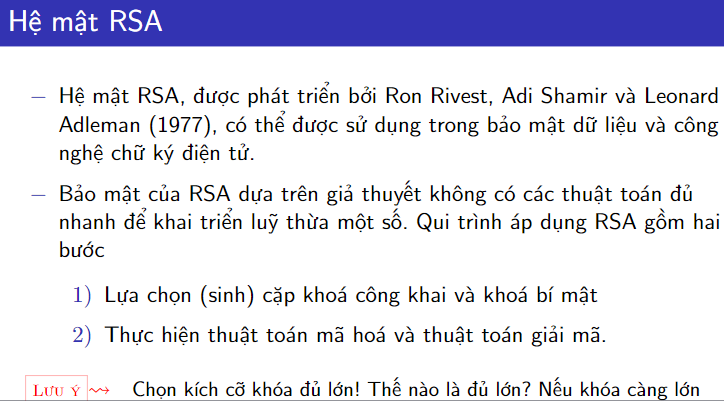 Hệ mật RSA
– Hệ mật RSA, được phát triển bởi Ron Rivest, Adi Shamir và Leonard
Adleman (1977), có thể được sử dụng trong bảo mật dữ liệu và công
nghệ chữ ký điện tử.
– Bảo mật của RSA dựa trên giả thuyết không có các thuật toán đủ
nhanh để khai triển luỹ thừa một số. Qui trình áp dụng RSA gồm hai
bước
1) Lựa chọn (sinh) cặp khoá công khai và khoá bí mật
2) Thực hiện thuật toán mã hoá và thuật toán giải mã.
Lưu ý ⇝ Chọn kích cỡ khóa đủ lớn! Thế nào là đủ lớn? Nếu khóa càng lớn